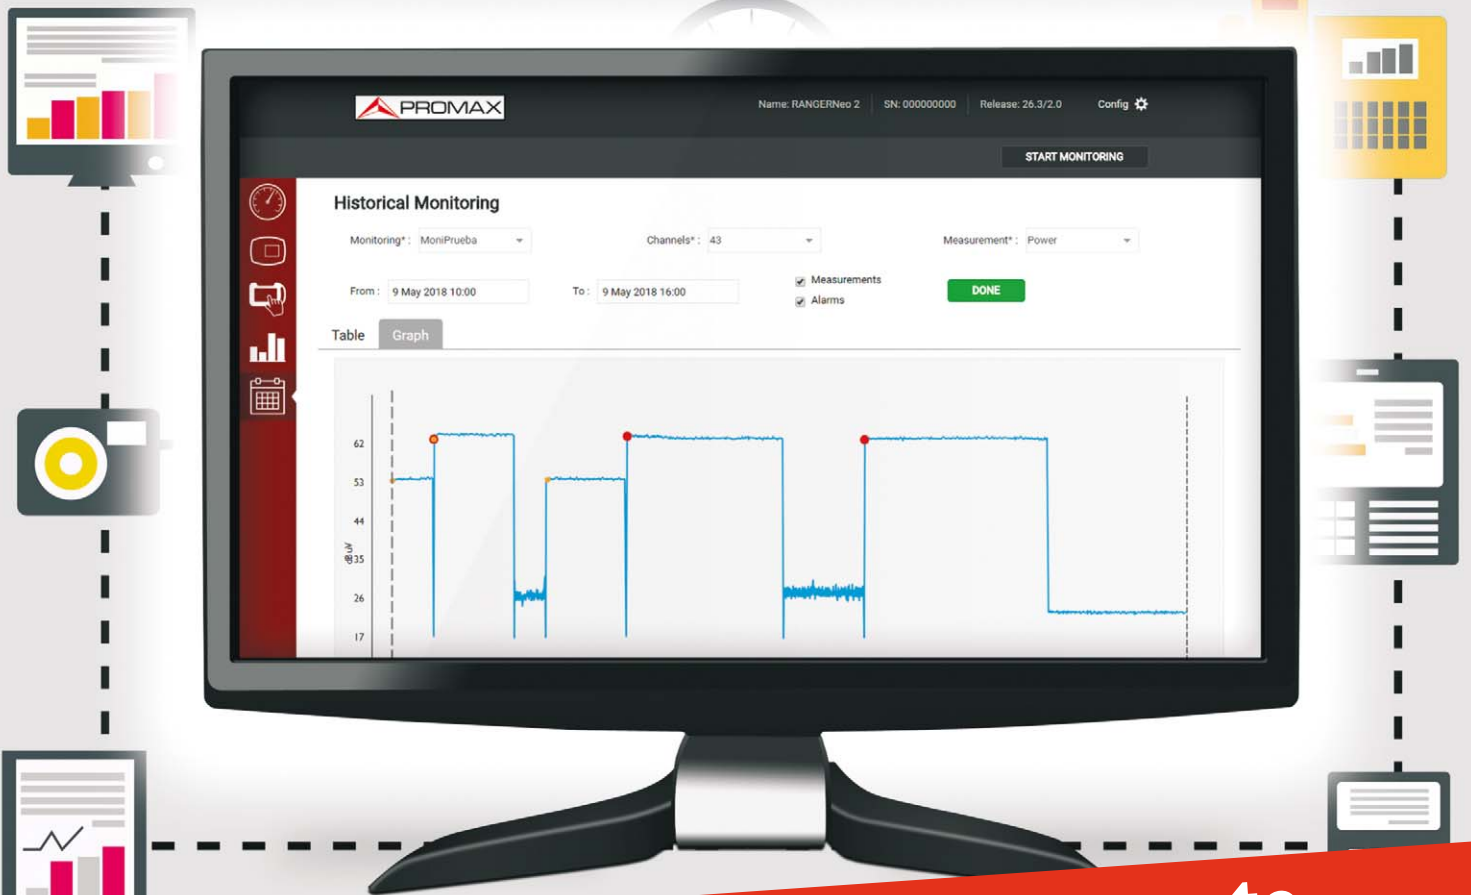 PROMAX
Name: RANGERNeo 2 SN: 000000000 Release: 26.3/2.0 Config
START MONITORING
Historical Monitoring
Monitoring* : MoniPrueba Channels* : 43 Measurement* : Power
From : 9 May 2018 10:00 To : 9 May 2018 16:00 Measurements DONE
Alarms
Table Graph
62
53
44
dBuV
35
26
17